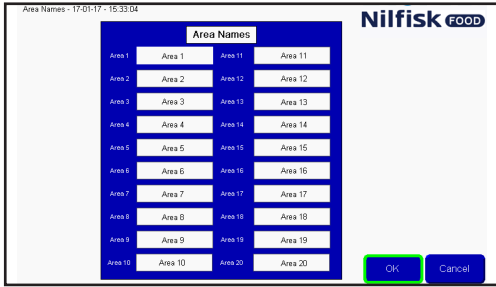 Area Names - 17-01-17 - 15:33:04
Nilfisk FOOD
Area Names
Area 1 Area 1 Area 11 Area 11
Area 2 Area 2 Area 12 Area 12
Area 3 Area 3 Area 13 Area 13
Area 4 Area 4 Area 14 Area 14
Area 5 Area 5 Area 15 Area 15
Area 6 Area 6 Area 16 Area 16
Area 7 Area 7 Area 17 Area 17
Area 8 Area 8 Area 18 Area 18
Area 9 Area 9 Area 19 Area 19
Area 10 Area 10 Area 20 Area 20
OK Cancel